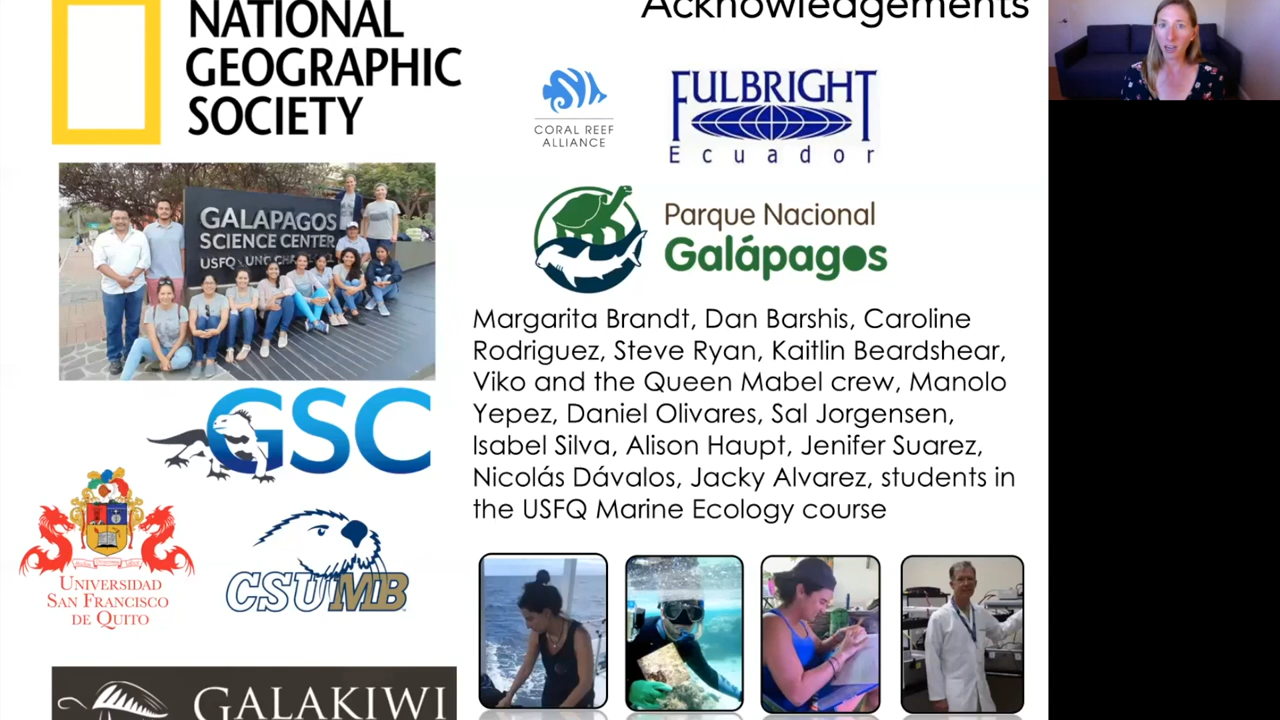 Acknowledgements
NATIONAL
GEOGRAPHIC
SOCIETY
CORAL REEF
ALLIANCE
FULBRIGHT
Ecuador
GALAPAGOS
SCIENCE CENTER
USFQ
Parque Nacional
Galápagos
Margarita Brandt, Dan Barshis, Caroline
Rodriguez, Steve Ryan, Kaitlin Beardshear,
Viko and the Queen Mabel crew, Manolo
Yepez, Daniel Olivares, Sal Jorgensen,
Isabel Silva, Alison Haupt, Jenifer Suarez,
Nicolás Dávalos, Jacky Alvarez, students in
the USFQ Marine Ecology course
GSC
UNIVERSIDAD
SAN FRANCISCO
DE QUITO
CSUMB
GALAKIWI